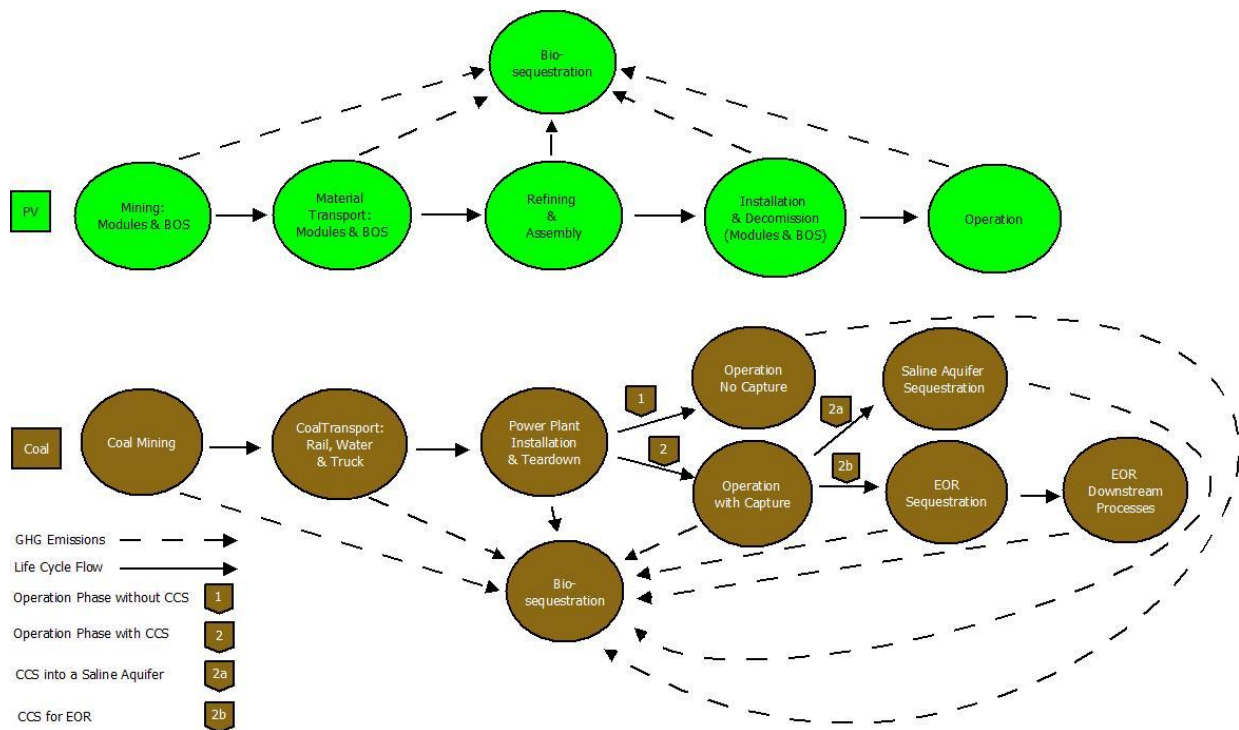 Bio-
sequestration
PV
Mining:
Modules & BOS
Material
Transport:
Modules & BOS
Refining
&
Assembly
Installation
& Decomission
(Modules & BOS)
Operation
Coal
Coal Mining
CoalTransport:
Rail, Water
& Truck
Power Plant
Installation
& Teardown
1
2
Operation
No Capture
Operation
with Capture
2a
2b
Saline Aquifer
Sequestration
EOR
Sequestration
EOR
Downstream
Processes
Bio-
sequestration
GHG Emissions
Life Cycle Flow
Operation Phase without CCS 1
Operation Phase with CCS 2
CCS into a Saline Aquifer 2a
CCS for EOR 2b